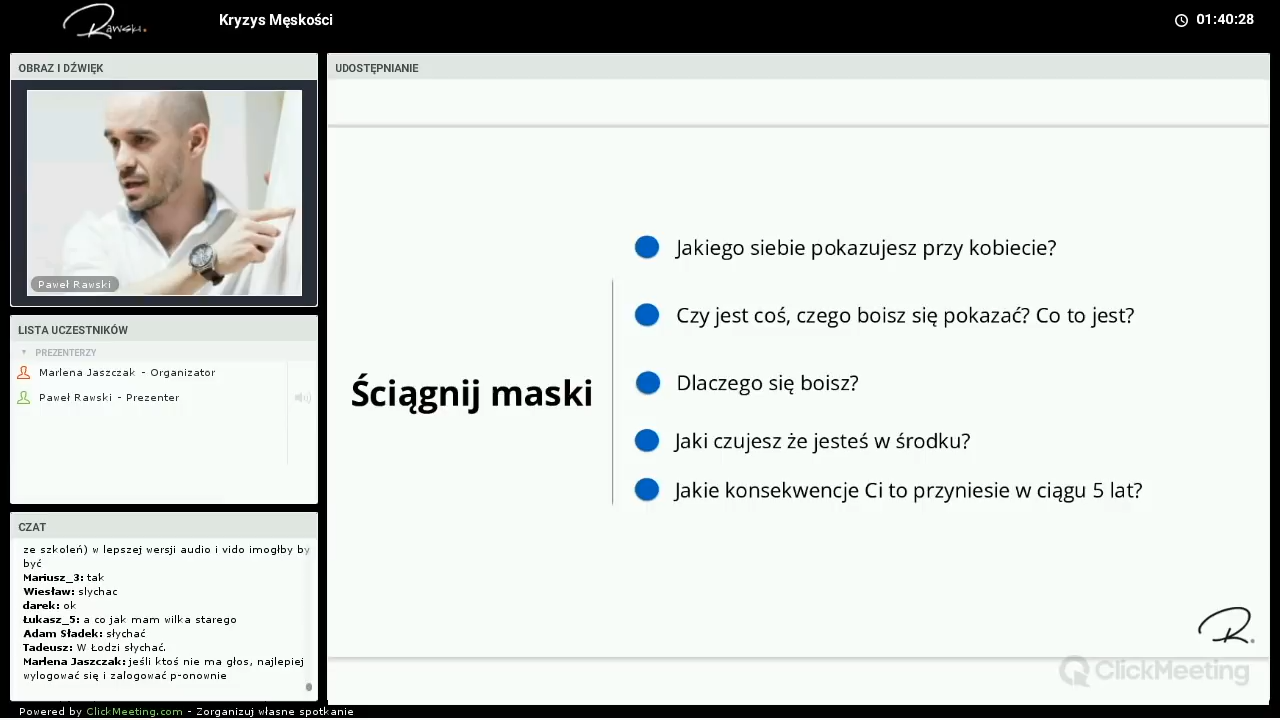 Rawski.
Kryzys Męskości
01:40:28
OBRAZ I DŹWIĘK
Paweł Rawski
LISTA UCZESTNIKÓW
PREZENTERZY
Marlena Jaszczak - Organizator
Paweł Rawski - Prezenter
CZAT
ze szkoleń) w lepszej wersji audio i vido imogłby by
być
Mariusz_3: tak
Wiesław: slychac
darek: ok
Łukasz_5: a co jak mam wilka starego
Adam Sładek: słychać
Tadeusz: W Łodzi słychać.
Marlena Jaszczak: jeśli ktoś nie ma głos, najlepiej
wylogować się i zalogować p-onownie
UDOSTĘPNIANIE
Ściągnij maski
Jakiego siebie pokazujesz przy kobiecie?
Czy jest coś, czego boisz się pokazać? Co to jest?
Dlaczego się boisz?
Jaki czujesz że jesteś w środku?
Jakie konsekwencje Ci to przyniesie w ciągu 5 lat?
R.
ClickMeeting
Powered by ClickMeeting.com - Zorganizuj własne spotkanie